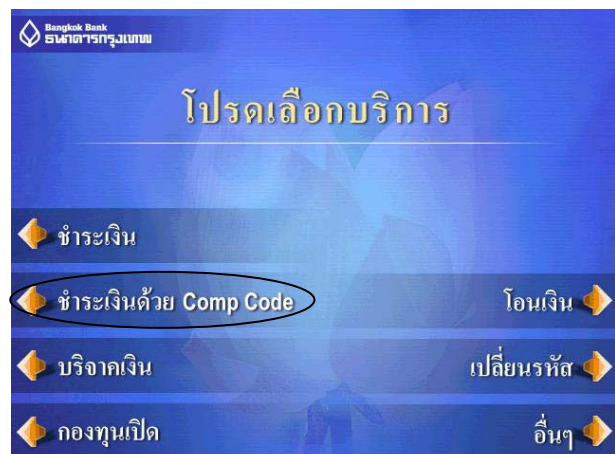 Bangkok Bank
ธนาคารกรุงเทพ
โปรดเลือกบริการ
ชำระเงิน
ชำระเงินด้วย Comp Code
โอนเงิน
บริจาคเงิน
เปลี่ยนรหัส
กองทุนเปิด
อื่นๆ